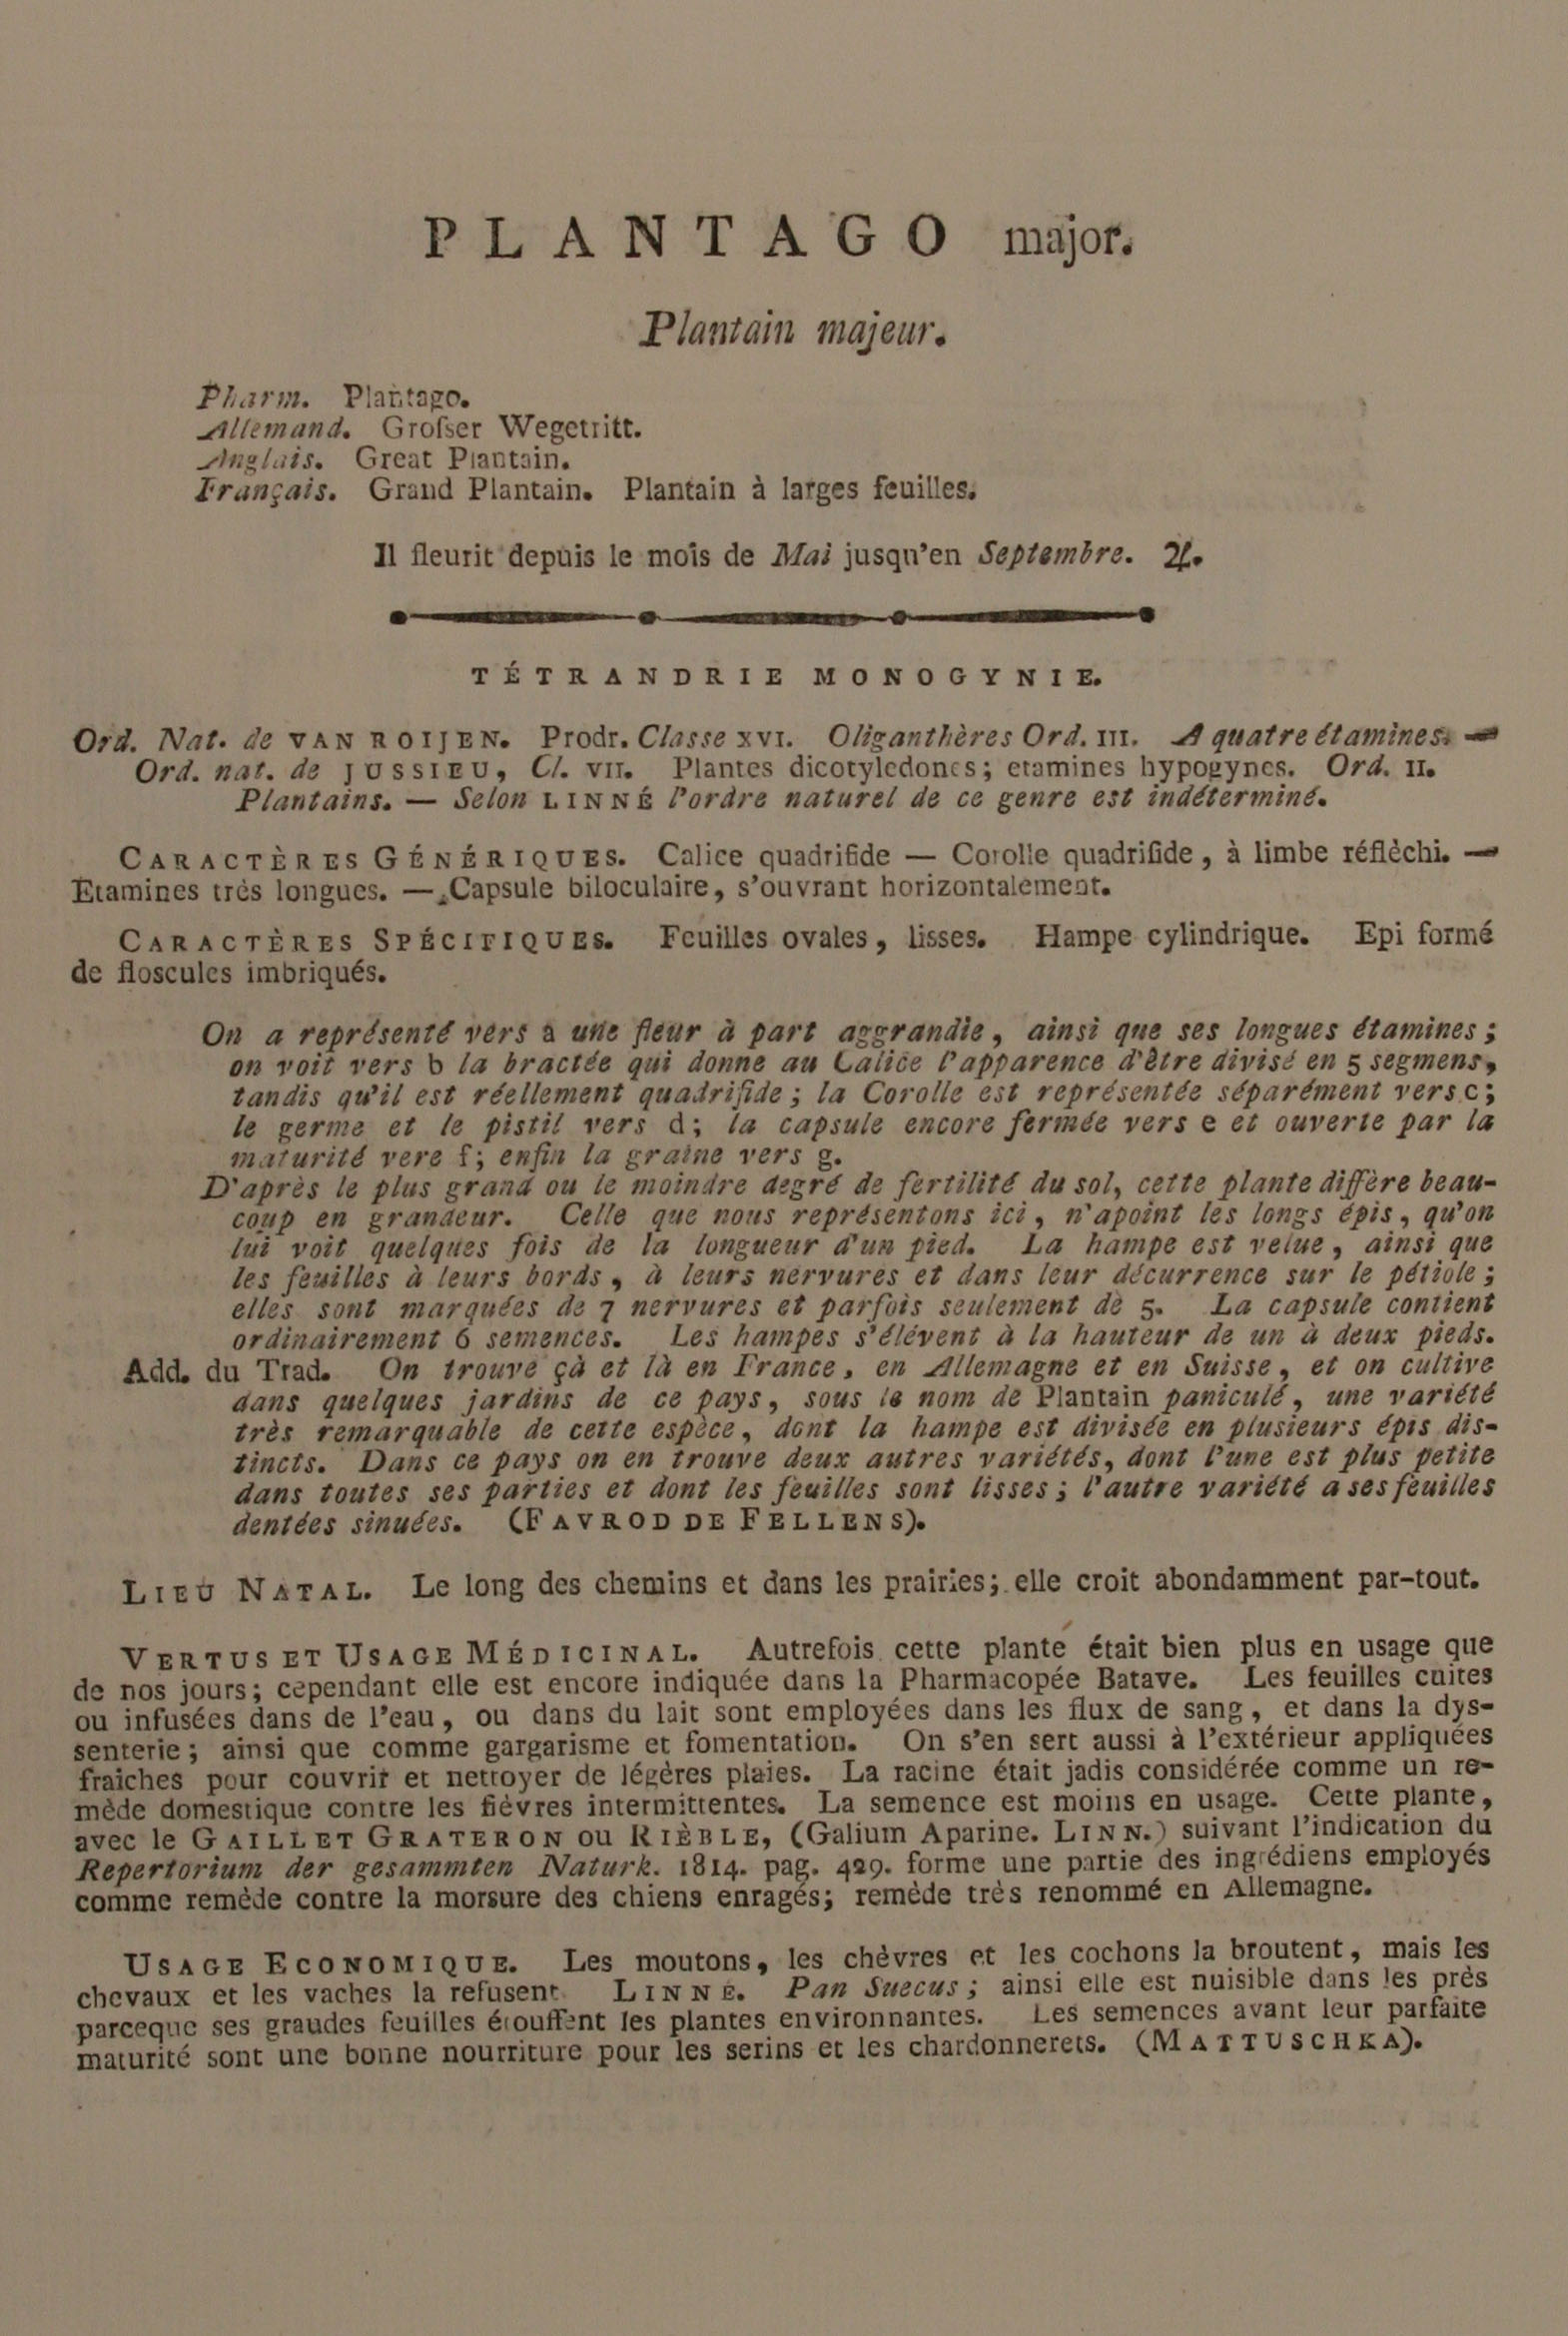 PLANTAGO major.
Plantain majeur.
Pharm. Plantago.
Allemand. Groſser Wegetritt.
Anglais. Great Plantain.
Français. Grand Plantain. Plantain à larges feuilles.
Il fleurit depuis le mois de Mai jusqu'en Septembre. ♃.
TÉTRANDRIE MONOGYNIE.
Ord. Nat. de VAN ROIJEN. Prodr. Classe XVI. Oliganthères Ord. III. A quatre étamines. —
Ord. nat. de JUSSIEU, Cl. VII. Plantes dicotyledones; etamines hypogynes. Ord. II.
Plantains. — Selon LINNÉ l'ordre naturel de ce genre est indéterminé.
CARACTÈRES GÉNÉRIQUES. Calice quadrifide — Corolle quadrifide, à limbe réflèchi. —
Etamines très longues. — Capsule biloculaire, s'ouvrant horizontalement.
CARACTÈRES SPÉCIFIQUES. Feuilles ovales, lisses. Hampe cylindrique. Epi formé
de floscules imbriqués.
On a représenté vers a une fleur à part aggrandie, ainsi que ses longues étamines;
on voit vers b la bractée qui donne au Calice l'apparence d'être divisé en 5 segmens,
tandis qu'il est réellement quadrifide; la Corolle est représentée séparément vers c;
le germe et le pistil vers d; la capsule encore fermée vers e et ouverte par la
maturité vere f; enfin la graine vers g.
D'après le plus grand ou le moindre degré de fertilité du sol, cette plante diffère beau-
coup en grandeur. Celle que nous représentons ici, n'apoint les longs épis, qu'on
lui voit quelques fois de la longueur d'un pied. La hampe est velue, ainsi que
les feuilles à leurs bords, à leurs nervures et dans leur décurrence sur le pétiole;
elles sont marquées de 7 nervures et parfois seulement de 5. La capsule contient
ordinairement 6 semences. Les hampes s'élévent à la hauteur de un à deux pieds.
Add. du Trad. On trouve çà et là en France, en Allemagne et en Suisse, et on cultive
dans quelques jardins de ce pays, sous le nom de Plantain paniculé, une variété
très remarquable de cette espèce, dont la hampe est divisée en plusieurs épis dis-
tincts. Dans ce pays on en trouve deux autres variétés, dont l'une est plus petite
dans toutes ses parties et dont les feuilles sont lisses; l'autre variété a ses feuilles
dentées sinuées. (FAVROD DE FELLENS).
LIEU NATAL. Le long des chemins et dans les prairies; elle croit abondamment par-tout.
VERTUS ET USAGE MÉDICINAL. Autrefois cette plante était bien plus en usage que
de nos jours; cependant elle est encore indiquée dans la Pharmacopée Batave. Les feuilles cuites
ou infusées dans de l'eau, ou dans du lait sont employées dans les flux de sang, et dans la dys-
senterie; ainsi que comme gargarisme et fomentation. On s'en sert aussi à l'extérieur appliquées
fraiches pour couvrir et nettoyer de légères plaies. La racine était jadis considérée comme un re-
mède domestique contre les fièvres intermittentes. La semence est moins en usage. Cette plante,
avec le GAILLET GRATERON ou RIÈBLE, (Galium Aparine. LINN.) suivant l'indication du
Repertorium der gesammten Naturk. 1814. pag. 429. forme une partie des ingrédiens employés
comme remède contre la morsure des chiens enragés; remède très renommé en Allemagne.
USAGE ECONOMIQUE. Les moutons, les chèvres et les cochons la broutent, mais les
chevaux et les vaches la refusent. LINNÉ. Pan Suecus; ainsi elle est nuisible dans les près
parceque ses graudes feuilles étouffent les plantes environnantes. Les semences avant leur parfaite
maturité sont une bonne nourriture pour les serins et les chardonnerets. (MATTUSCHKA).